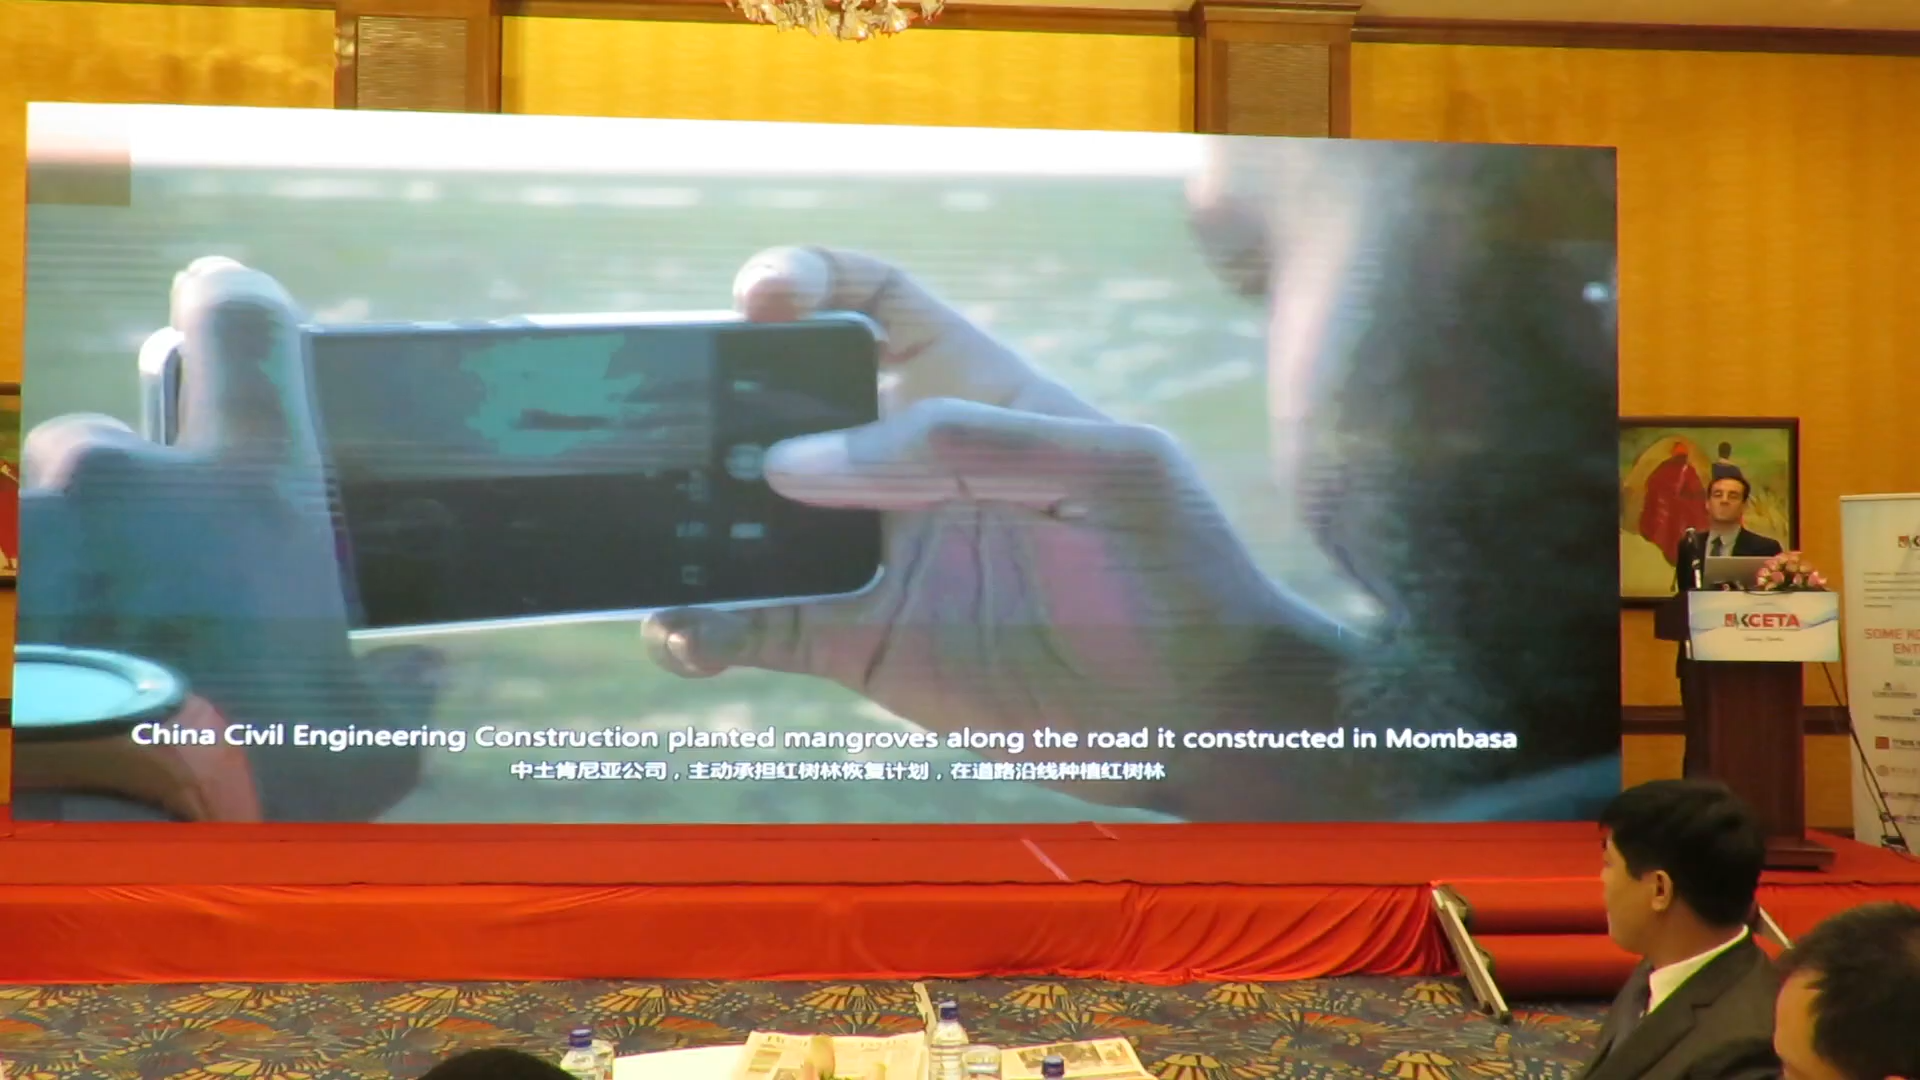 China Civil Engineering Construction planted mangroves along the road it constructed in Mombasa
中土肯尼亚公司，主动承担红树林恢复计划，在道路沿线种植红树林
KCETA
SOME K
ENT